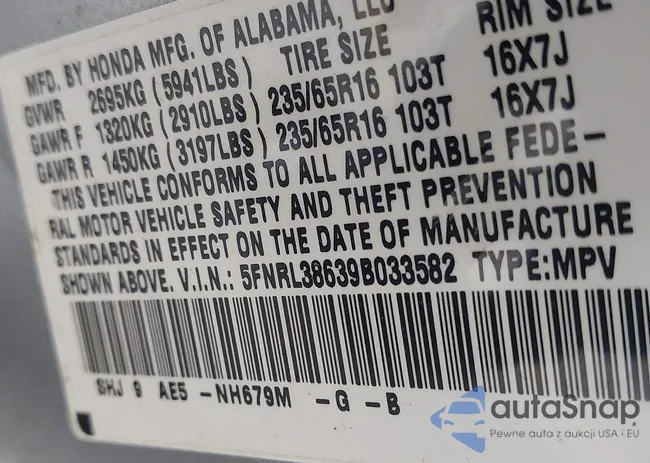 MFD. BY HONDA MFG. OF ALABAMA, LLC
TIRE SIZE RIM SIZE
GVWR 2695KG (5941LBS)
GAWR F 1320KG (2910LBS) 235/65R16 103T 16X7J
GAWR R 1450KG (3197LBS) 235/65R16 103T 16X7J
THIS VEHICLE CONFORMS TO ALL APPLICABLE FEDE-
RAL MOTOR VEHICLE SAFETY AND THEFT PREVENTION
STANDARDS IN EFFECT ON THE DATE OF MANUFACTURE
SHOWN ABOVE. V.I.N.: 5FNRL38639B033582 TYPE:MPV
SHJ 9 AE5 -NH679M -G -B
autaSnap
Pewne auta z aukcji USA i EU